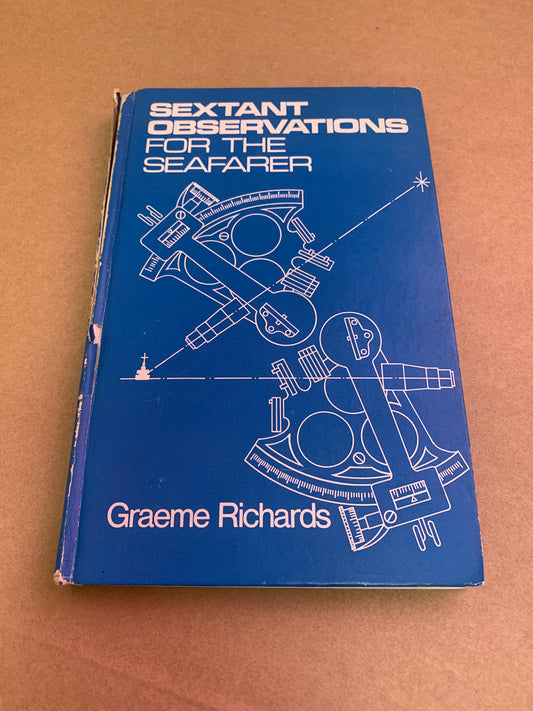 SEXTANT
OBSERVATIONS
FOR THE
SEAFARER
Graeme Richards